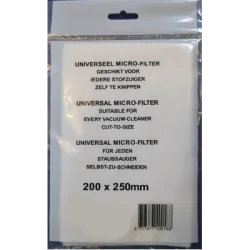 UNIVERSEEL MICRO-FILTER
GESCHIKT VOOR
IEDERE STOFZUIGER
ZELF TE KNIPPEN
UNIVERSAL MICRO-FILTER
SUITABLE FOR
EVERY VACUUM-CLEANER
CUT-TO-SIZE
UNIVERSAL MICRO-FILTER
FÜR JEDEN
STAUBSAUGER
SELBST-ZU-SCHNEIDEN
200 x 250mm